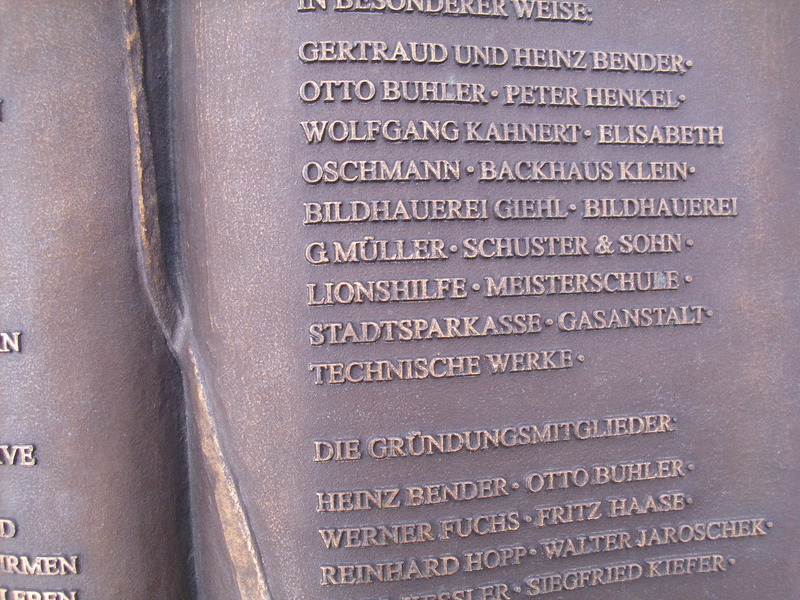 IN BESONDERER WEISE:
GERTRAUD UND HEINZ BENDER·
OTTO BUHLER· PETER HENKEL·
WOLFGANG KAHNERT· ELISABETH
OSCHMANN· BACKHAUS KLEIN·
BILDHAUEREI GIEHL· BILDHAUEREI
G. MÜLLER· SCHUSTER & SOHN·
LIONSHILFE· MEISTERSCHULE·
STADTSPARKASSE· GASANSTALT·
TECHNISCHE WERKE·
DIE GRÜNDUNGSMITGLIEDER:
HEINZ BENDER· OTTO BUHLER·
WERNER FUCHS· FRITZ HAASE·
REINHARD HOPP· WALTER JAROSCHEK·
SIEGFRIED KIEFER·